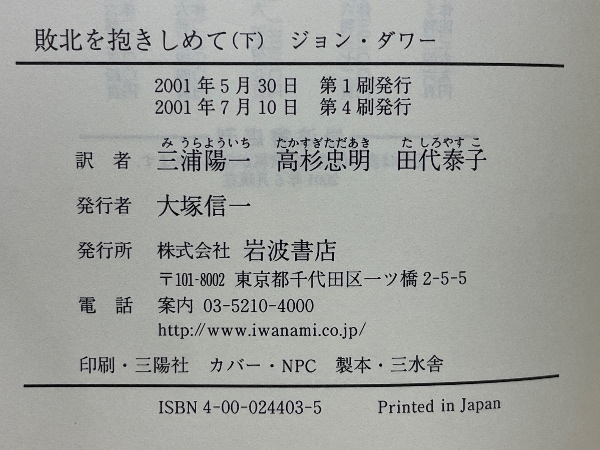 敗北を抱きしめて(下) ジョン・ダワー
2001年5月30日 第1刷発行
2001年7月10日 第4刷発行
みうらよういち たかすぎただあき たしろやすこ
訳者 三浦陽一 高杉忠明 田代泰子
発行者 大塚信一
発行所 株式会社 岩波書店
〒101-8002 東京都千代田区一ツ橋2-5-5
電話 案内 03-5210-4000
http://www.iwanami.co.jp/
印刷・三陽社 カバー・NPC 製本・三水舎
ISBN 4-00-024403-5 Printed in Japan